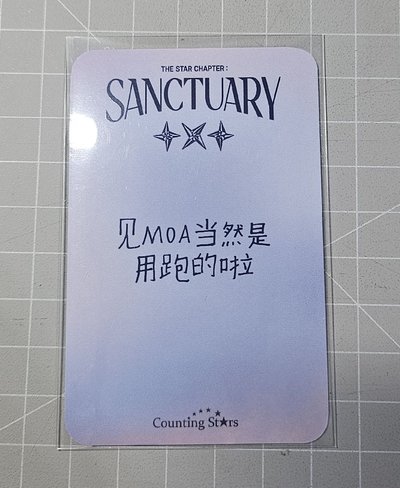 THE STAR CHAPTER :
SANCTUARY
见MOA当然是
用跑的啦
Counting Stars